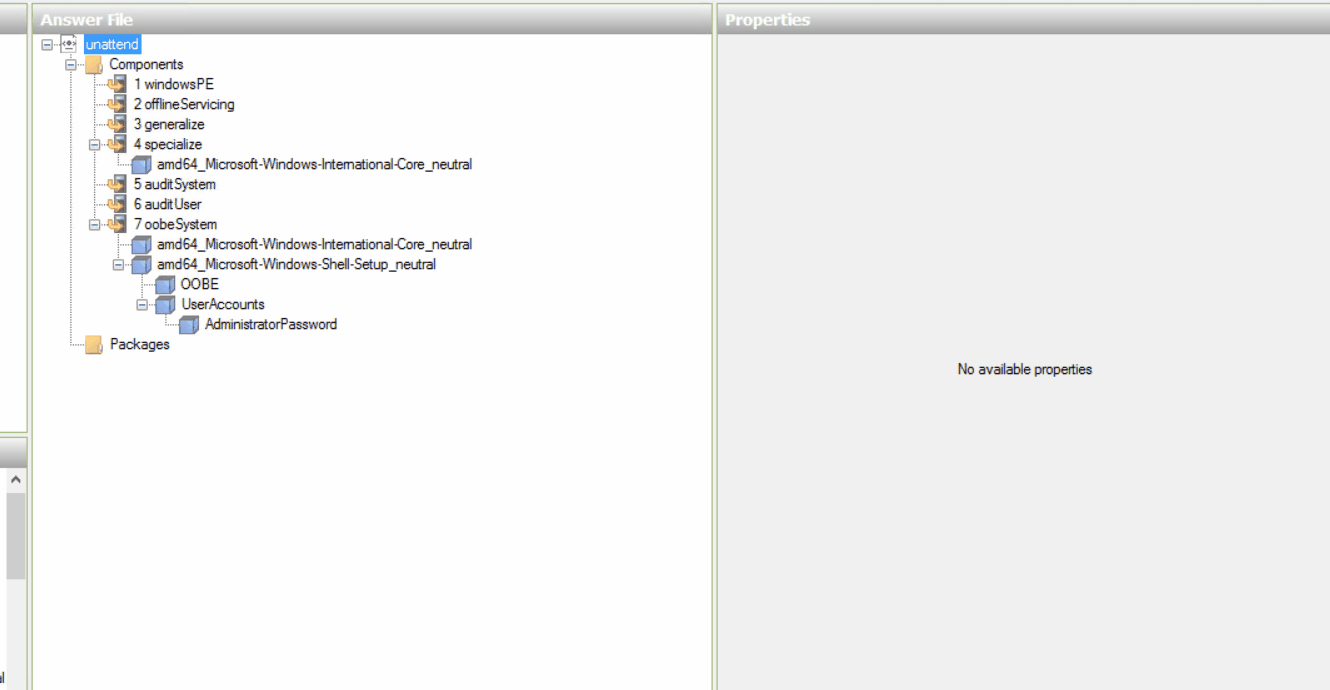 Answer File
Properties
unattend
Components
1 windowsPE
2 offlineServicing
3 generalize
4 specialize
amd64_Microsoft-Windows-International-Core_neutral
5 auditSystem
6 auditUser
7 oobeSystem
amd64_Microsoft-Windows-International-Core_neutral
amd64_Microsoft-Windows-Shell-Setup_neutral
OOBE
UserAccounts
AdministratorPassword
Packages
No available properties